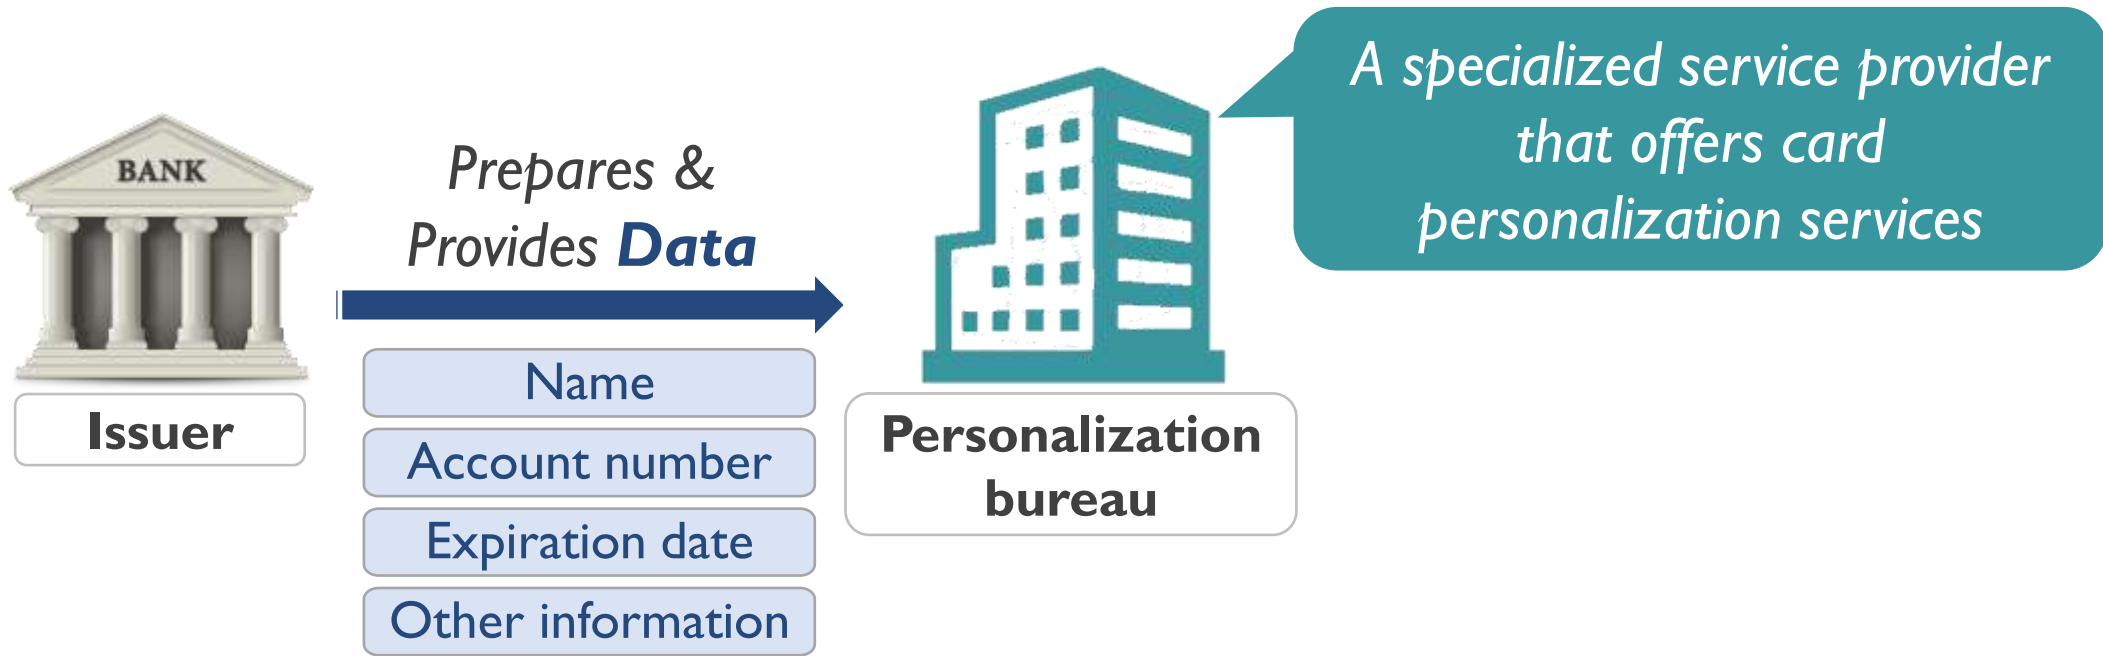 BANK
Issuer
Prepares &
Provides Data
Name
Account number
Expiration date
Other information
Personalization
bureau
A specialized service provider
that offers card
personalization services